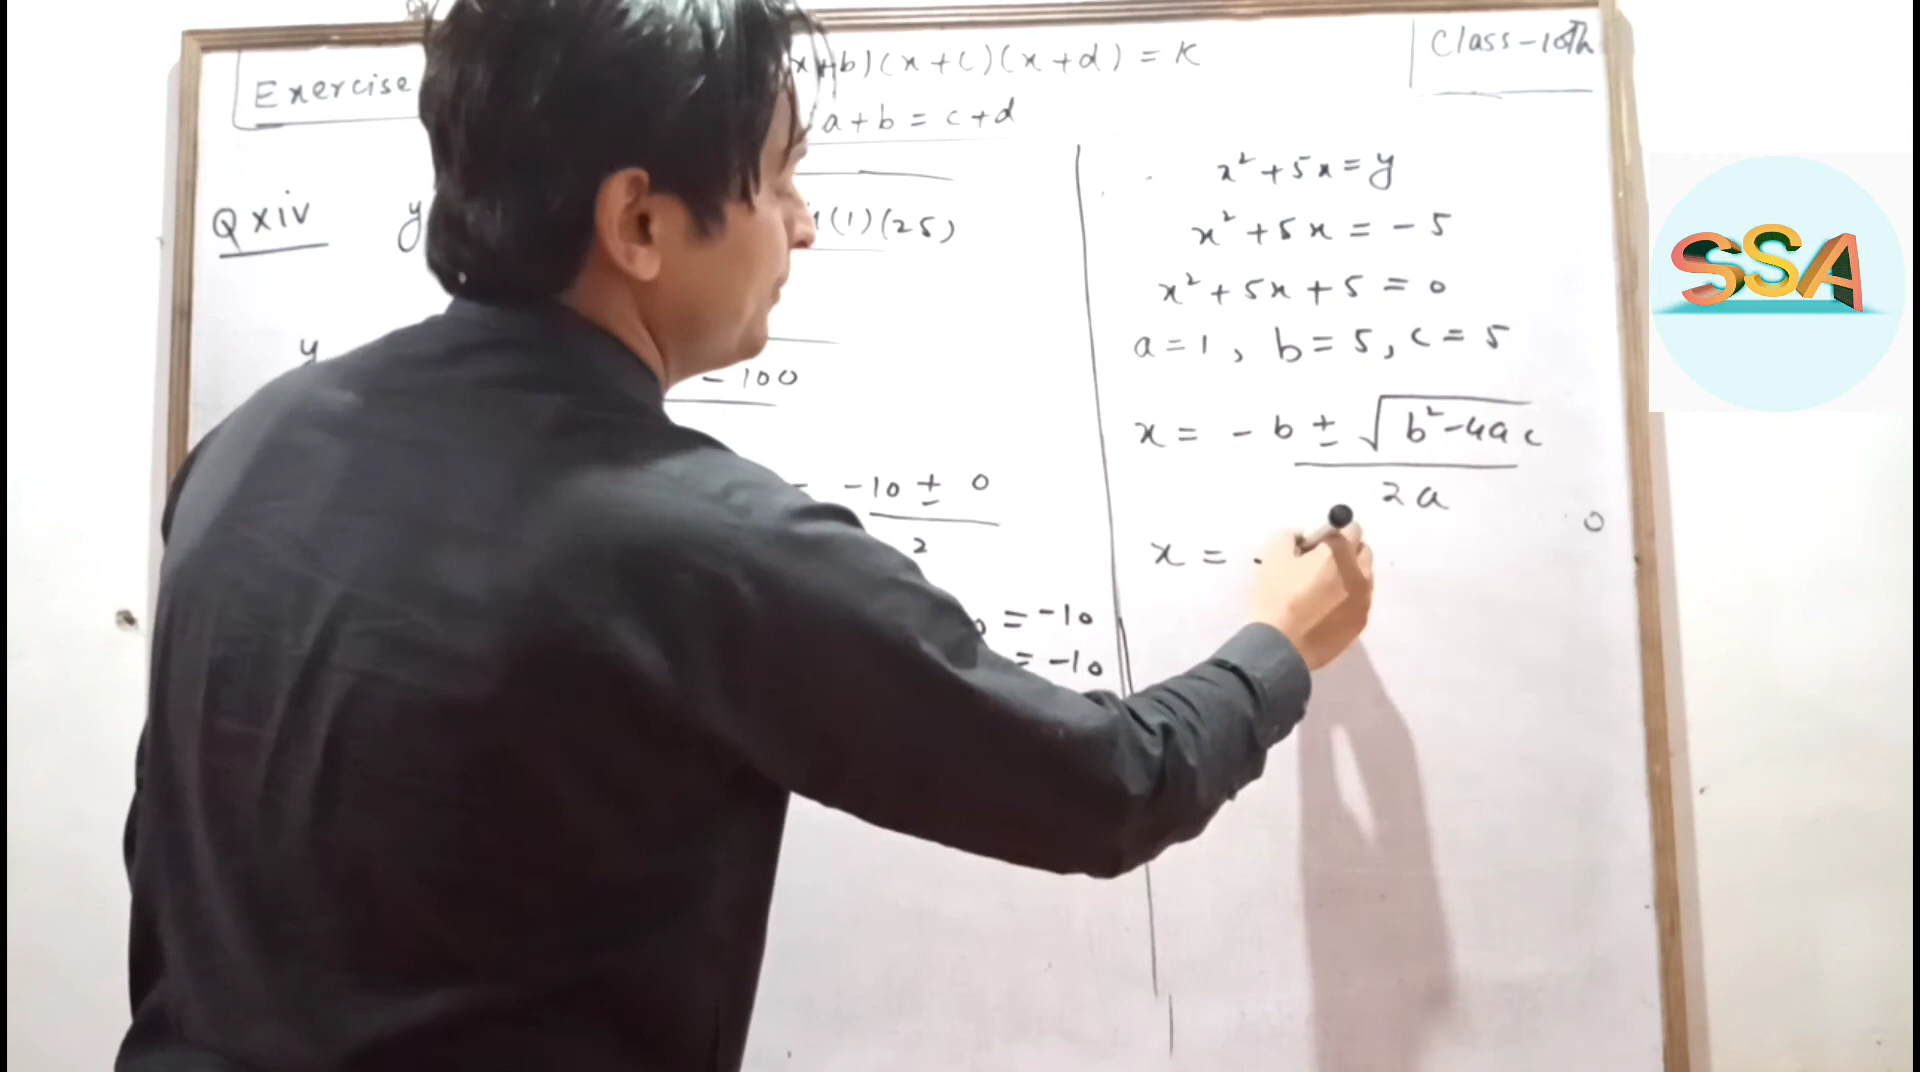 Exercise
x+b)(x+c)(x+d) = K
Class-10th
a+b = c+d
Q xiv
y
(1)(25)
y
- 100
= -10 ± 0
2
= -10
= -10
x² + 5x = y
x² + 5x = - 5
x² + 5x + 5 = 0
a = 1 , b = 5 , c = 5
x = - b ± √b²-4ac
2a
0
x =
SSA